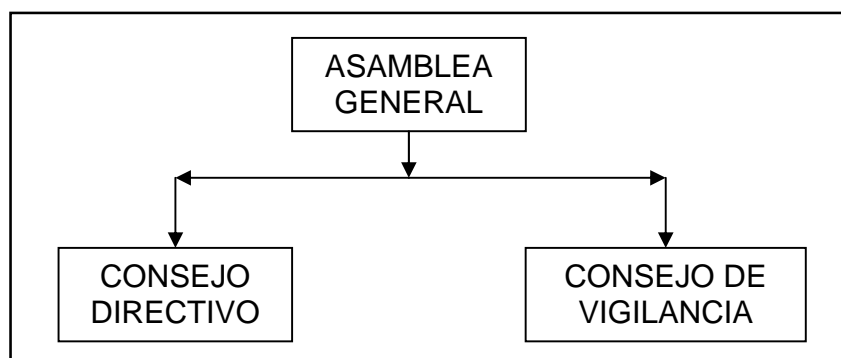 ASAMBLEA
GENERAL
CONSEJO
DIRECTIVO
CONSEJO DE
VIGILANCIA